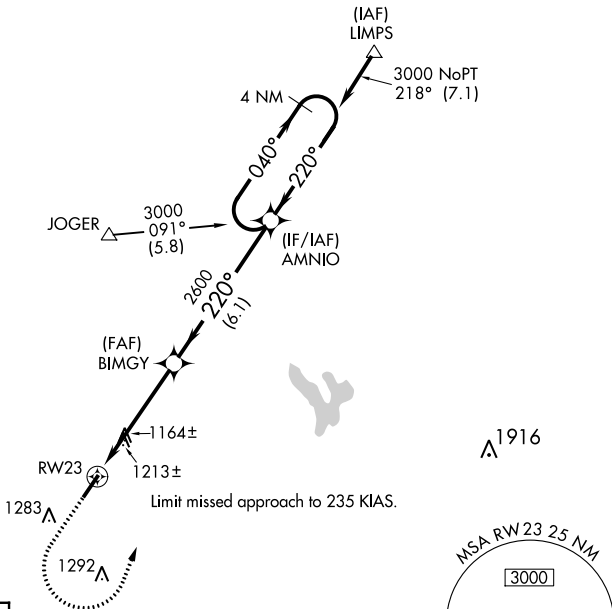 (IAF)
LIMPS
3000 NoPT
218° (7.1)
4 NM
040°
220°
JOGER
3000
091°
(5.8)
(IF/IAF)
AMNIO
2600
220°
(6.1)
(FAF)
BIMGY
1164±
1213±
1916
RW23
Limit missed approach to 235 KIAS.
1283
1292
MSA RW 23 25 NM
3000